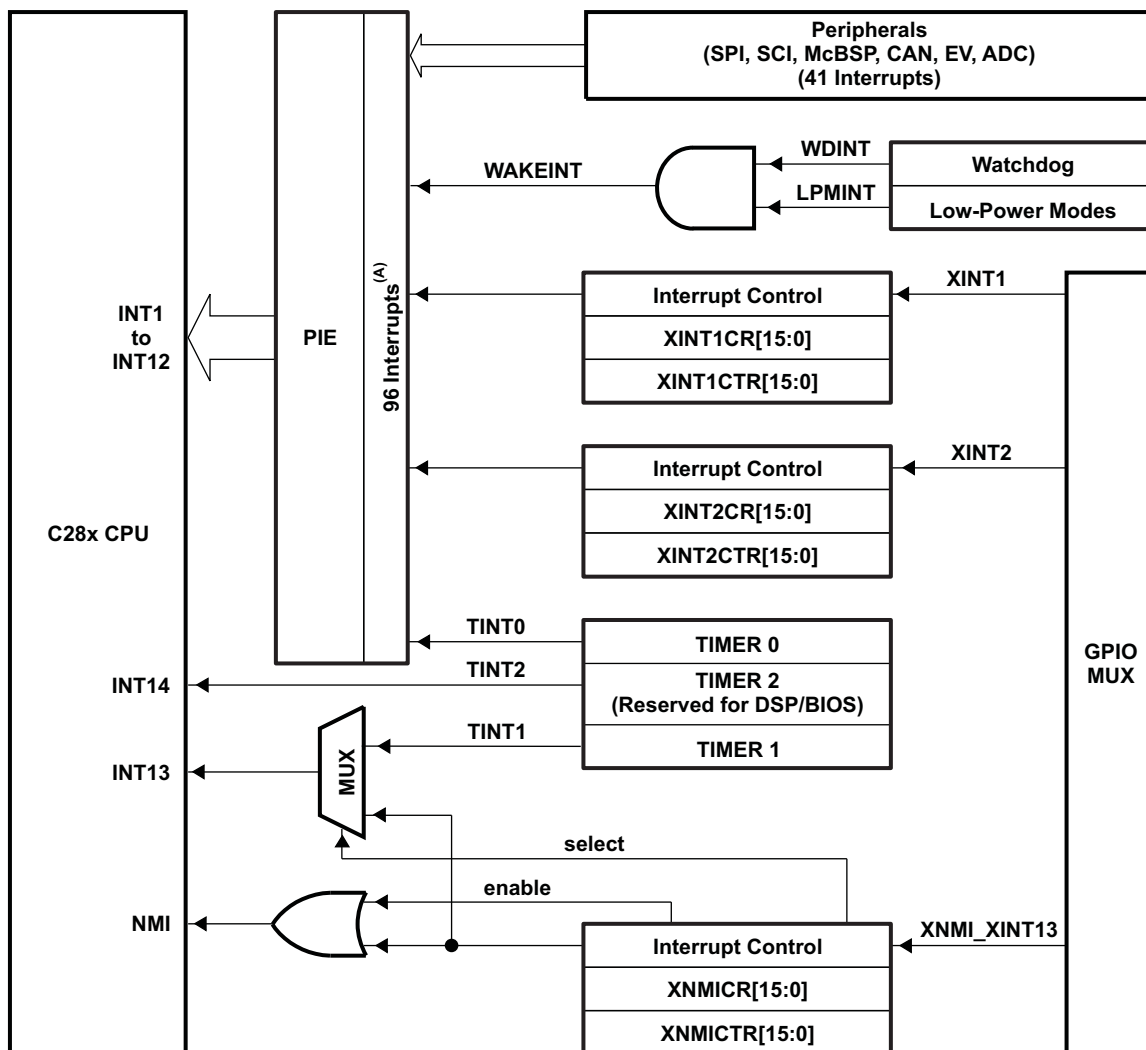 Peripherals
(SPI, SCI, McBSP, CAN, EV, ADC)
(41 Interrupts)
WDINT
Watchdog
WAKEINT
LPMINT
Low-Power Modes
96 Interrupts(A)
PIE
INT1
to
INT12
XINT1
Interrupt Control
XINT1CR[15:0]
XINT1CTR[15:0]
XINT2
Interrupt Control
XINT2CR[15:0]
XINT2CTR[15:0]
C28x CPU
GPIO
MUX
TINT0
TIMER 0
INT14
TINT2
TIMER 2
(Reserved for DSP/BIOS)
TINT1
TIMER 1
INT13
MUX
select
enable
NMI
XNMI_XINT13
Interrupt Control
XNMICR[15:0]
XNMICTR[15:0]